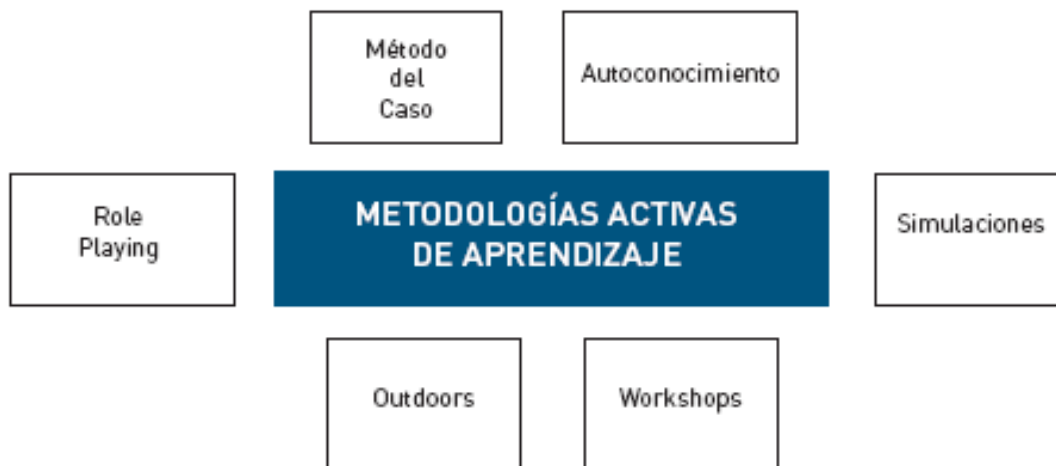 Método
del
Caso
Autoconocimiento
Role
Playing
METODOLOGÍAS ACTIVAS
DE APRENDIZAJE
Simulaciones
Outdoors
Workshops